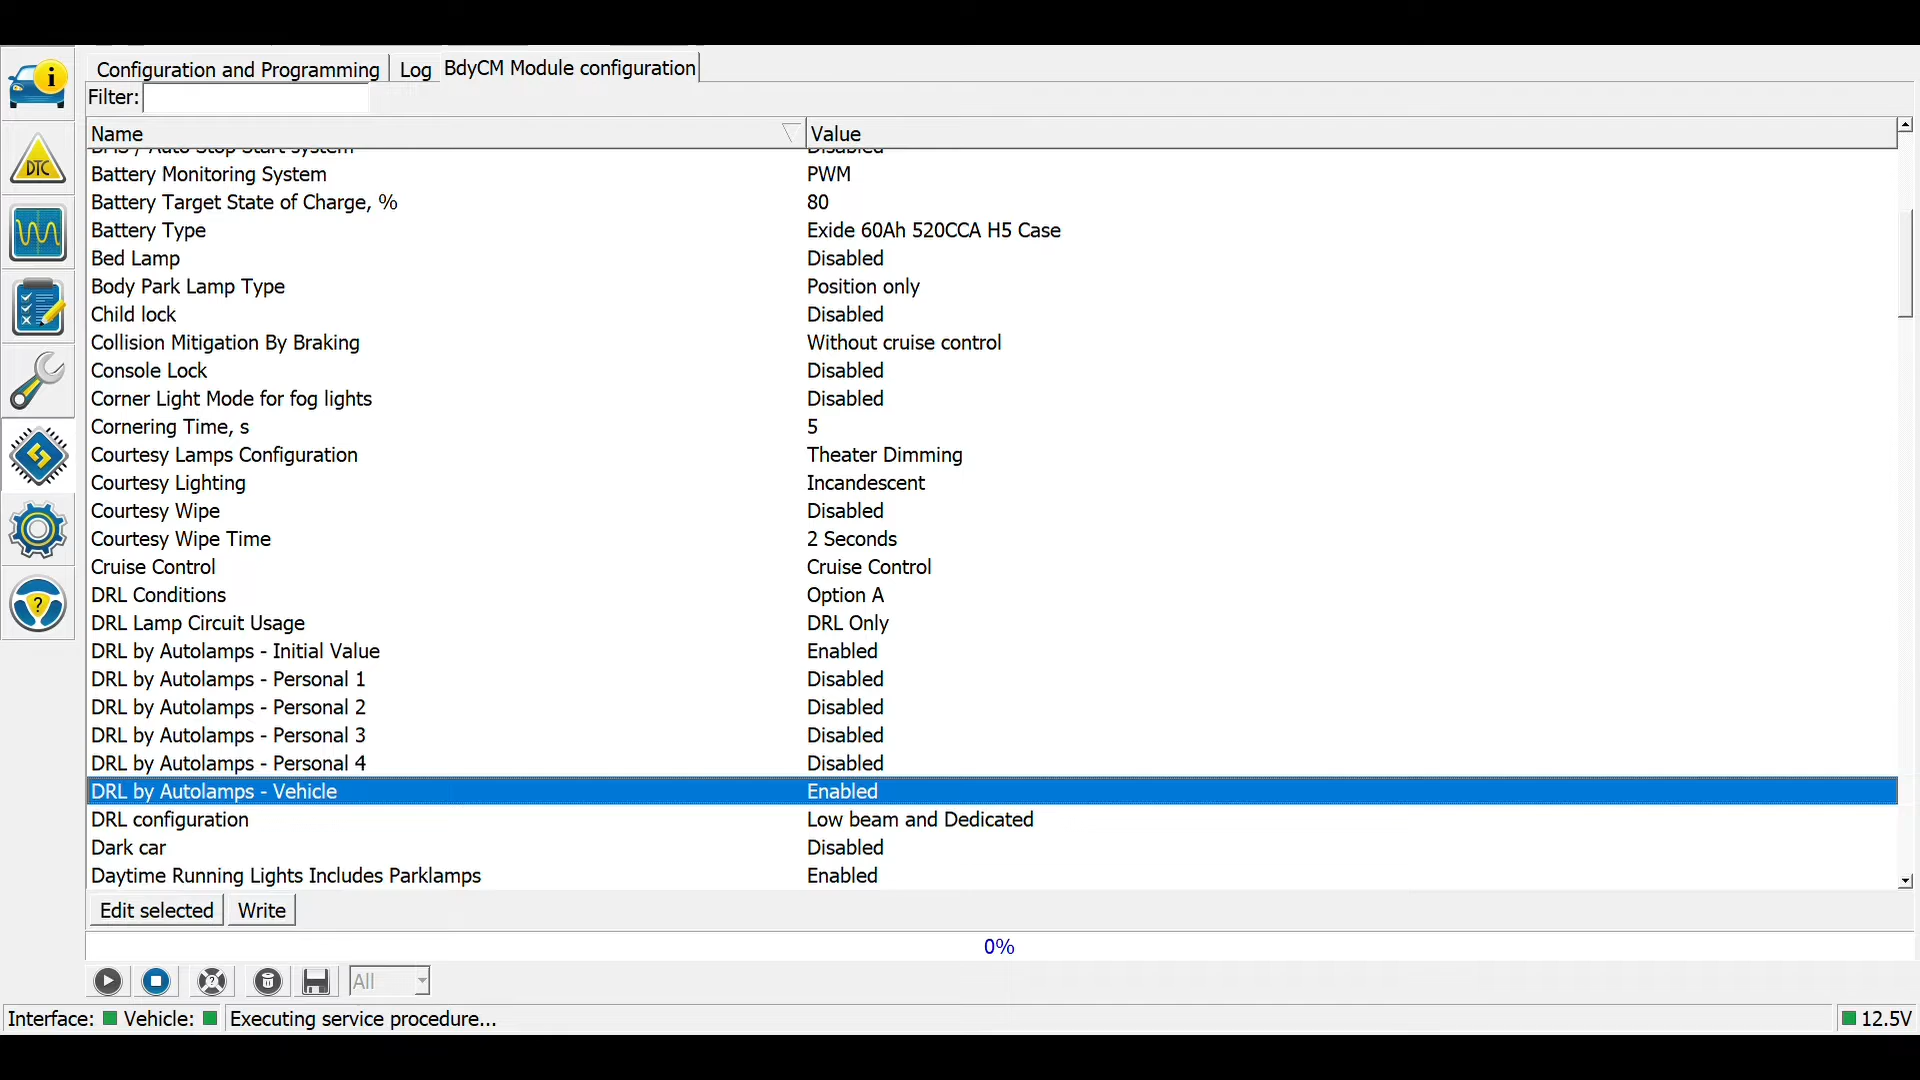 Configuration and Programming Log BdyCM Module configuration
Filter:
Name Value
BMS / Auto Stop Start system Disabled
Battery Monitoring System PWM
Battery Target State of Charge, % 80
Battery Type Exide 60Ah 520CCA H5 Case
Bed Lamp Disabled
Body Park Lamp Type Position only
Child lock Disabled
Collision Mitigation By Braking Without cruise control
Console Lock Disabled
Corner Light Mode for fog lights Disabled
Cornering Time, s 5
Courtesy Lamps Configuration Theater Dimming
Courtesy Lighting Incandescent
Courtesy Wipe Disabled
Courtesy Wipe Time 2 Seconds
Cruise Control Cruise Control
DRL Conditions Option A
DRL Lamp Circuit Usage DRL Only
DRL by Autolamps - Initial Value Enabled
DRL by Autolamps - Personal 1 Disabled
DRL by Autolamps - Personal 2 Disabled
DRL by Autolamps - Personal 3 Disabled
DRL by Autolamps - Personal 4 Disabled
DRL by Autolamps - Vehicle Enabled
DRL configuration Low beam and Dedicated
Dark car Disabled
Daytime Running Lights Includes Parklamps Enabled
Edit selected Write
0%
All
Interface: Vehicle: Executing service procedure... 12.5V
DTC